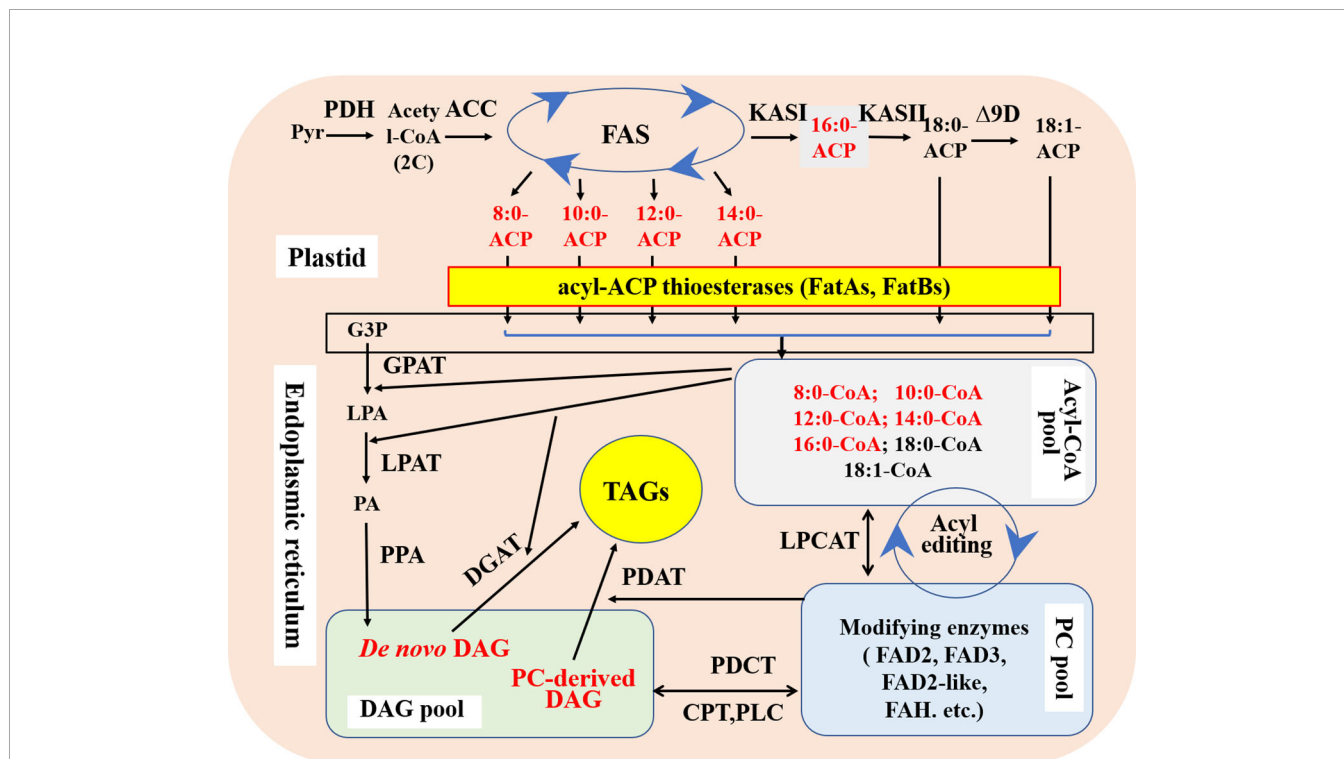 PDH
Acety
ACC
Pyr
l-CoA
(2C)
FAS
KASI
16:0-
ACP
KASII
18:0-
ACP
Δ9D
18:1-
ACP
8:0-
ACP
10:0-
ACP
12:0-
ACP
14:0-
ACP
Plastid
acyl-ACP thioesterases (FatAs, FatBs)
G3P
GPAT
LPA
LPAT
PA
PPA
Endoplasmic reticulum
8:0-CoA; 10:0-CoA
12:0-CoA; 14:0-CoA
16:0-CoA; 18:0-CoA
18:1-CoA
Acyl-CoA
pool
TAGs
DGAT
PDAT
LPCAT
Acyl
editing
De novo DAG
PC-derived
DAG
DAG pool
PDCT
CPT,PLC
Modifying enzymes
( FAD2, FAD3,
FAD2-like,
FAH. etc.)
PC pool